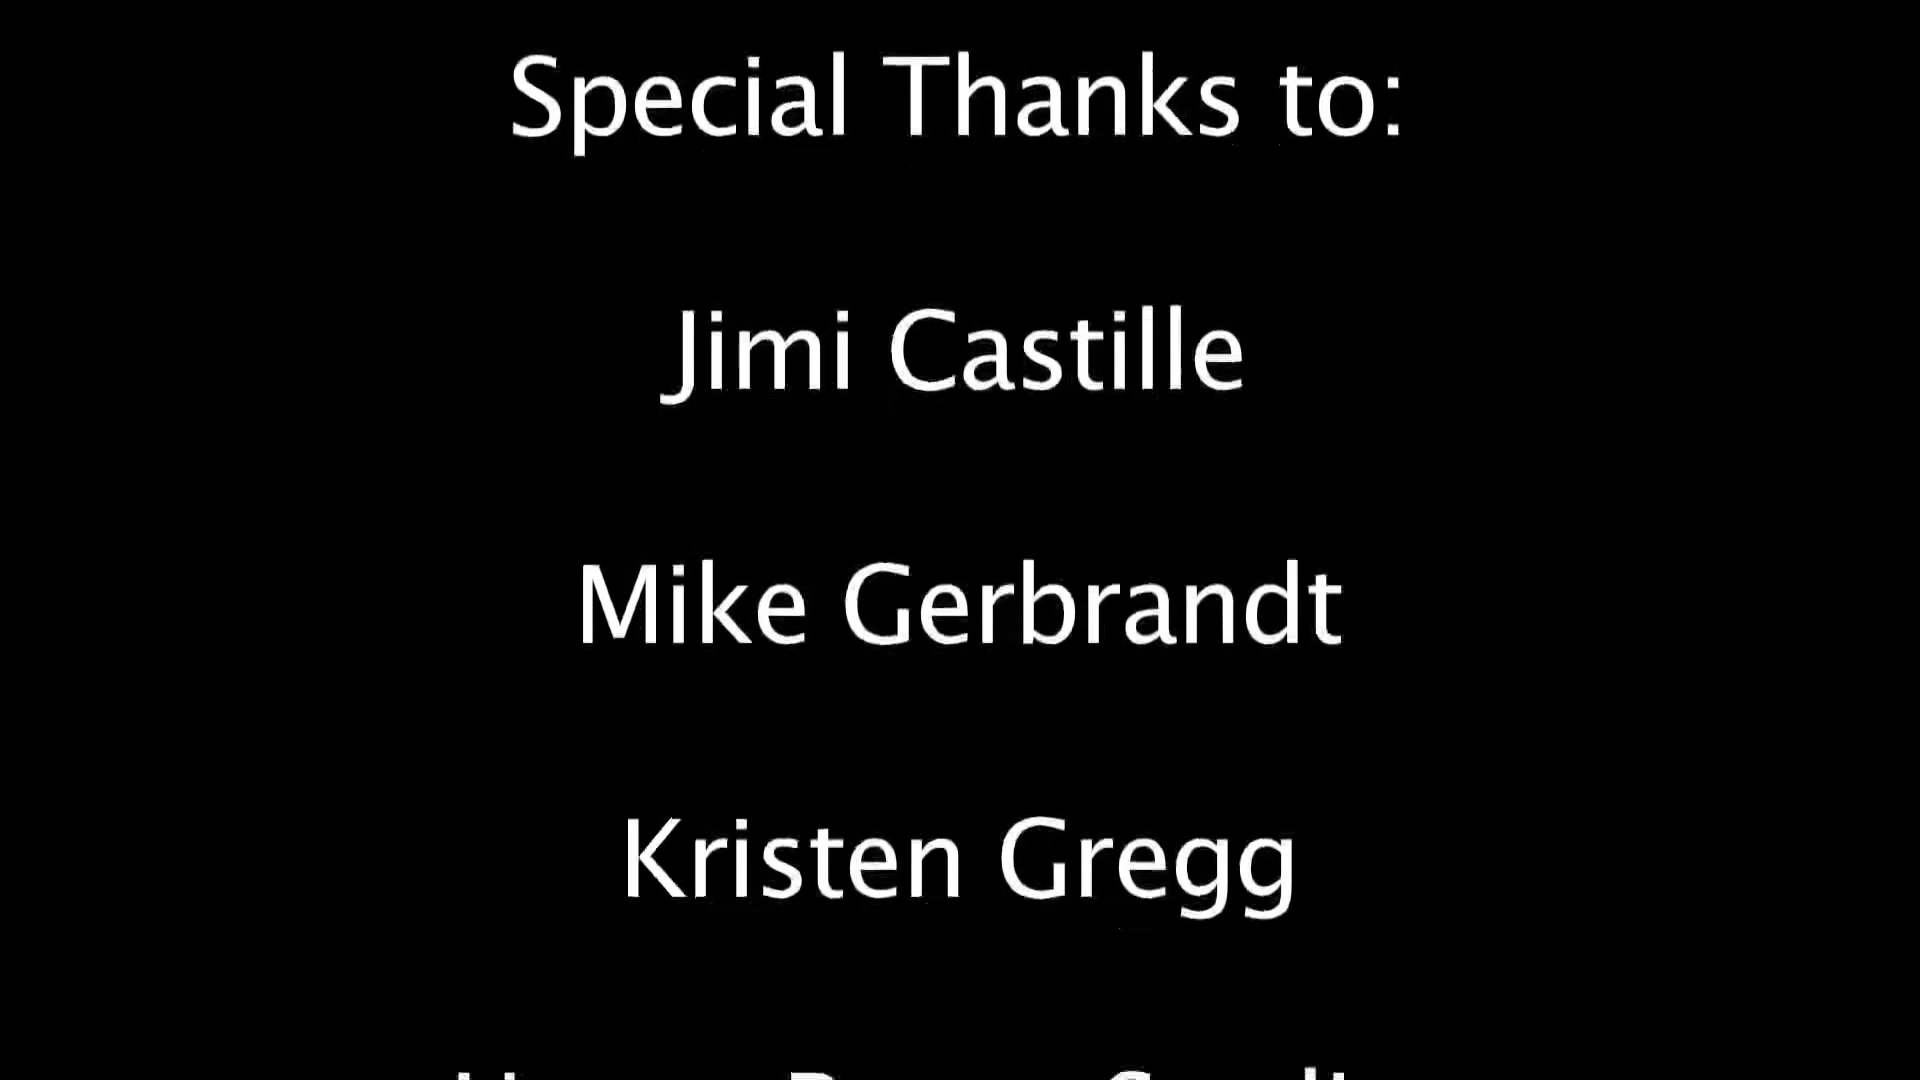 Special Thanks to:
Jimi Castille
Mike Gerbrandt
Kristen Gregg